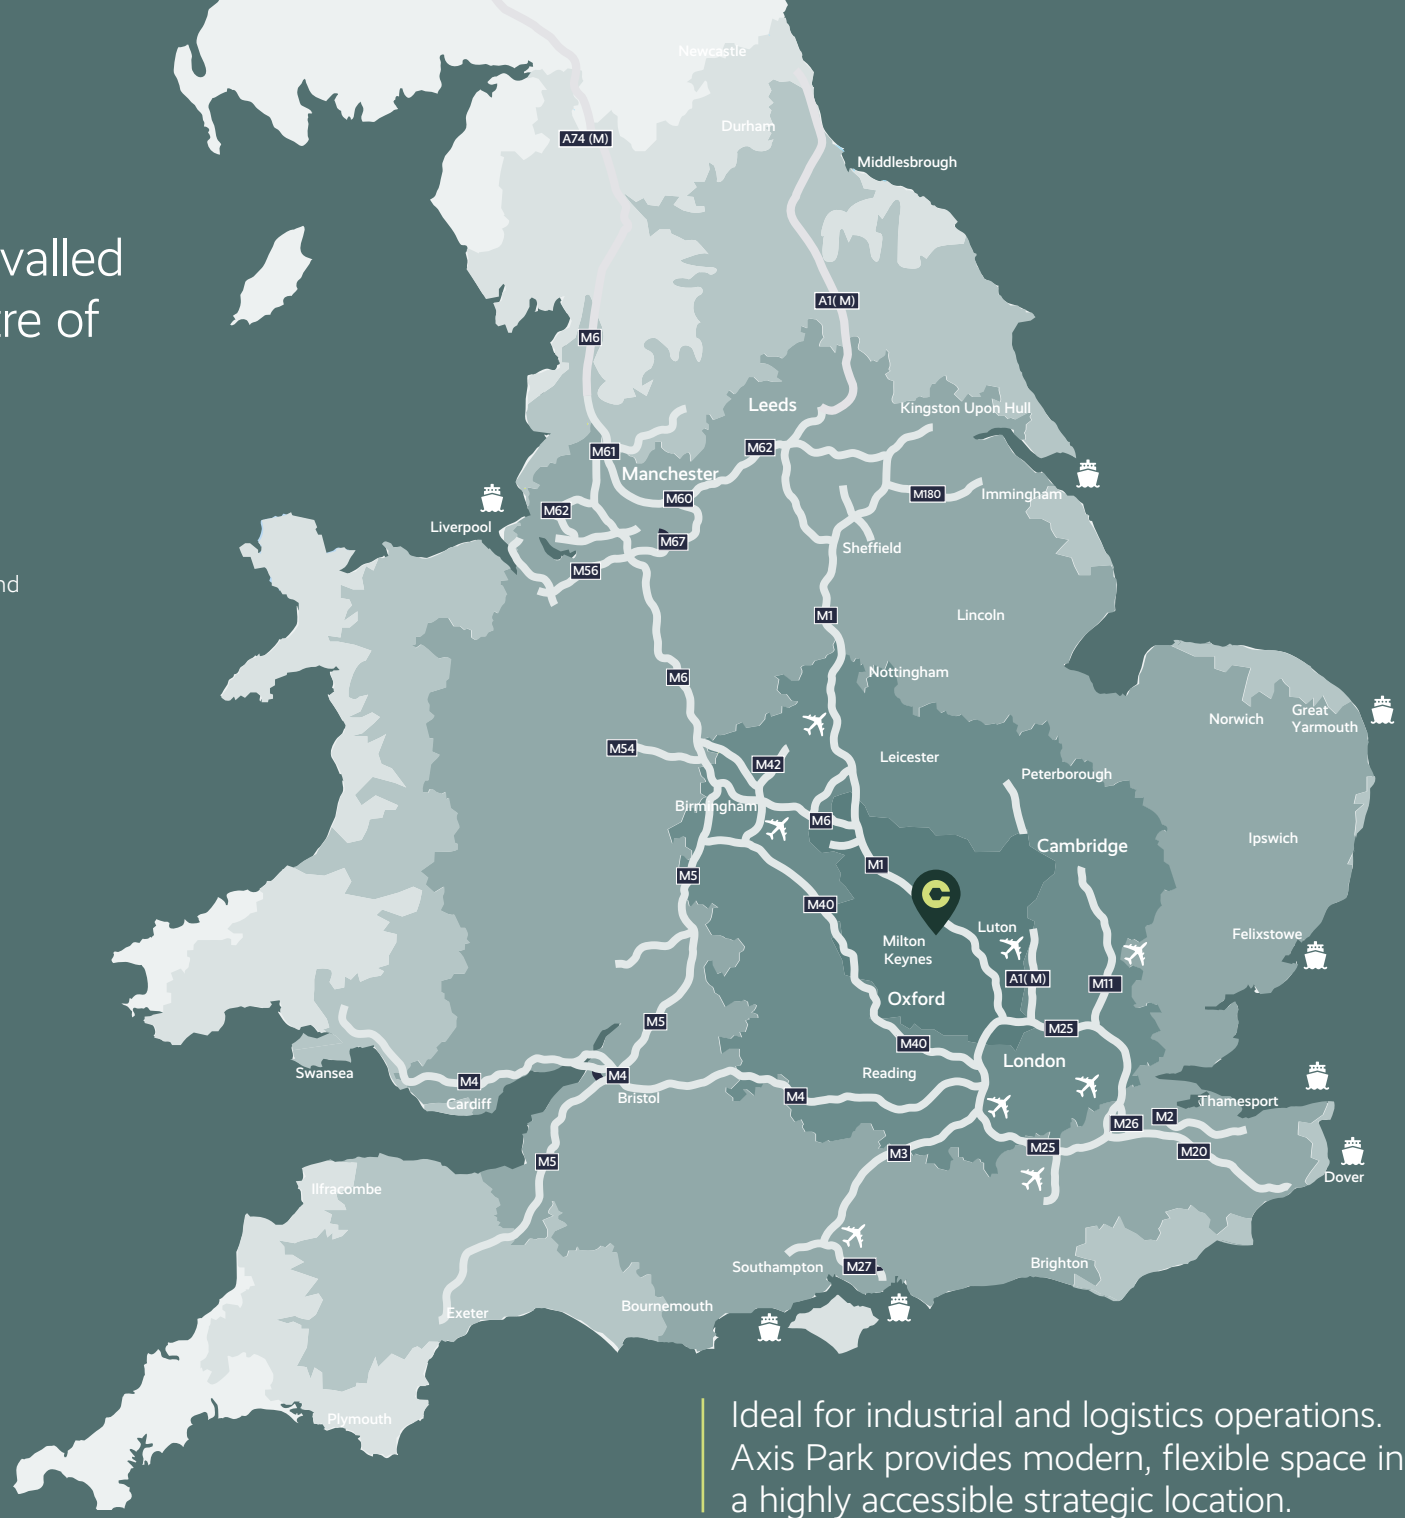 Newcastle
Durham
A74 (M)
Middlesbrough
valled
tre of
A1( M)
M6
Leeds
Kingston Upon Hull
M61
M62
Manchester
M60
M180
Immingham
M62
Liverpool
M67
Sheffield
M56
nd
M1
Lincoln
Nottingham
M6
Norwich
Great
Yarmouth
M54
M42
Leicester
Peterborough
Birmingham
M6
Ipswich
Cambridge
M1
M5
M40
Luton
Felixstowe
Milton
Keynes
A1( M)
M11
Oxford
M5
M25
M40
London
Swansea
Reading
M4
M4
M4
Bristol
Cardiff
Thamesport
M2
M26
M25
M3
M20
M5
Dover
Ilfracombe
Southampton
M27
Brighton
Bournemouth
Exeter
Plymouth
Ideal for industrial and logistics operations.
Axis Park provides modern, flexible space in
a highly accessible strategic location.